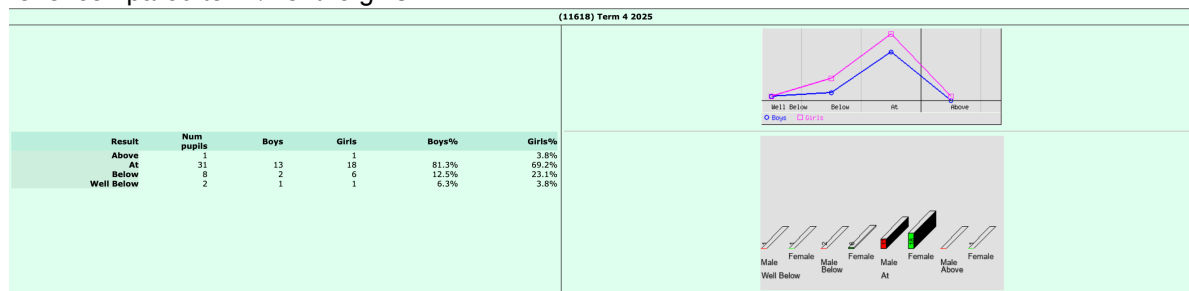 (11618) Term 4 2025
Well Below Below At Above
Boys Girls
Result Num pupils Boys Girls Boys% Girls%
Above 1 1 3.8%
At 31 13 18 81.3% 69.2%
Below 8 2 6 12.5% 23.1%
Well Below 2 1 1 6.3% 3.8%
Male Female Male Female Male Female Male Female
Well Below Below At Above